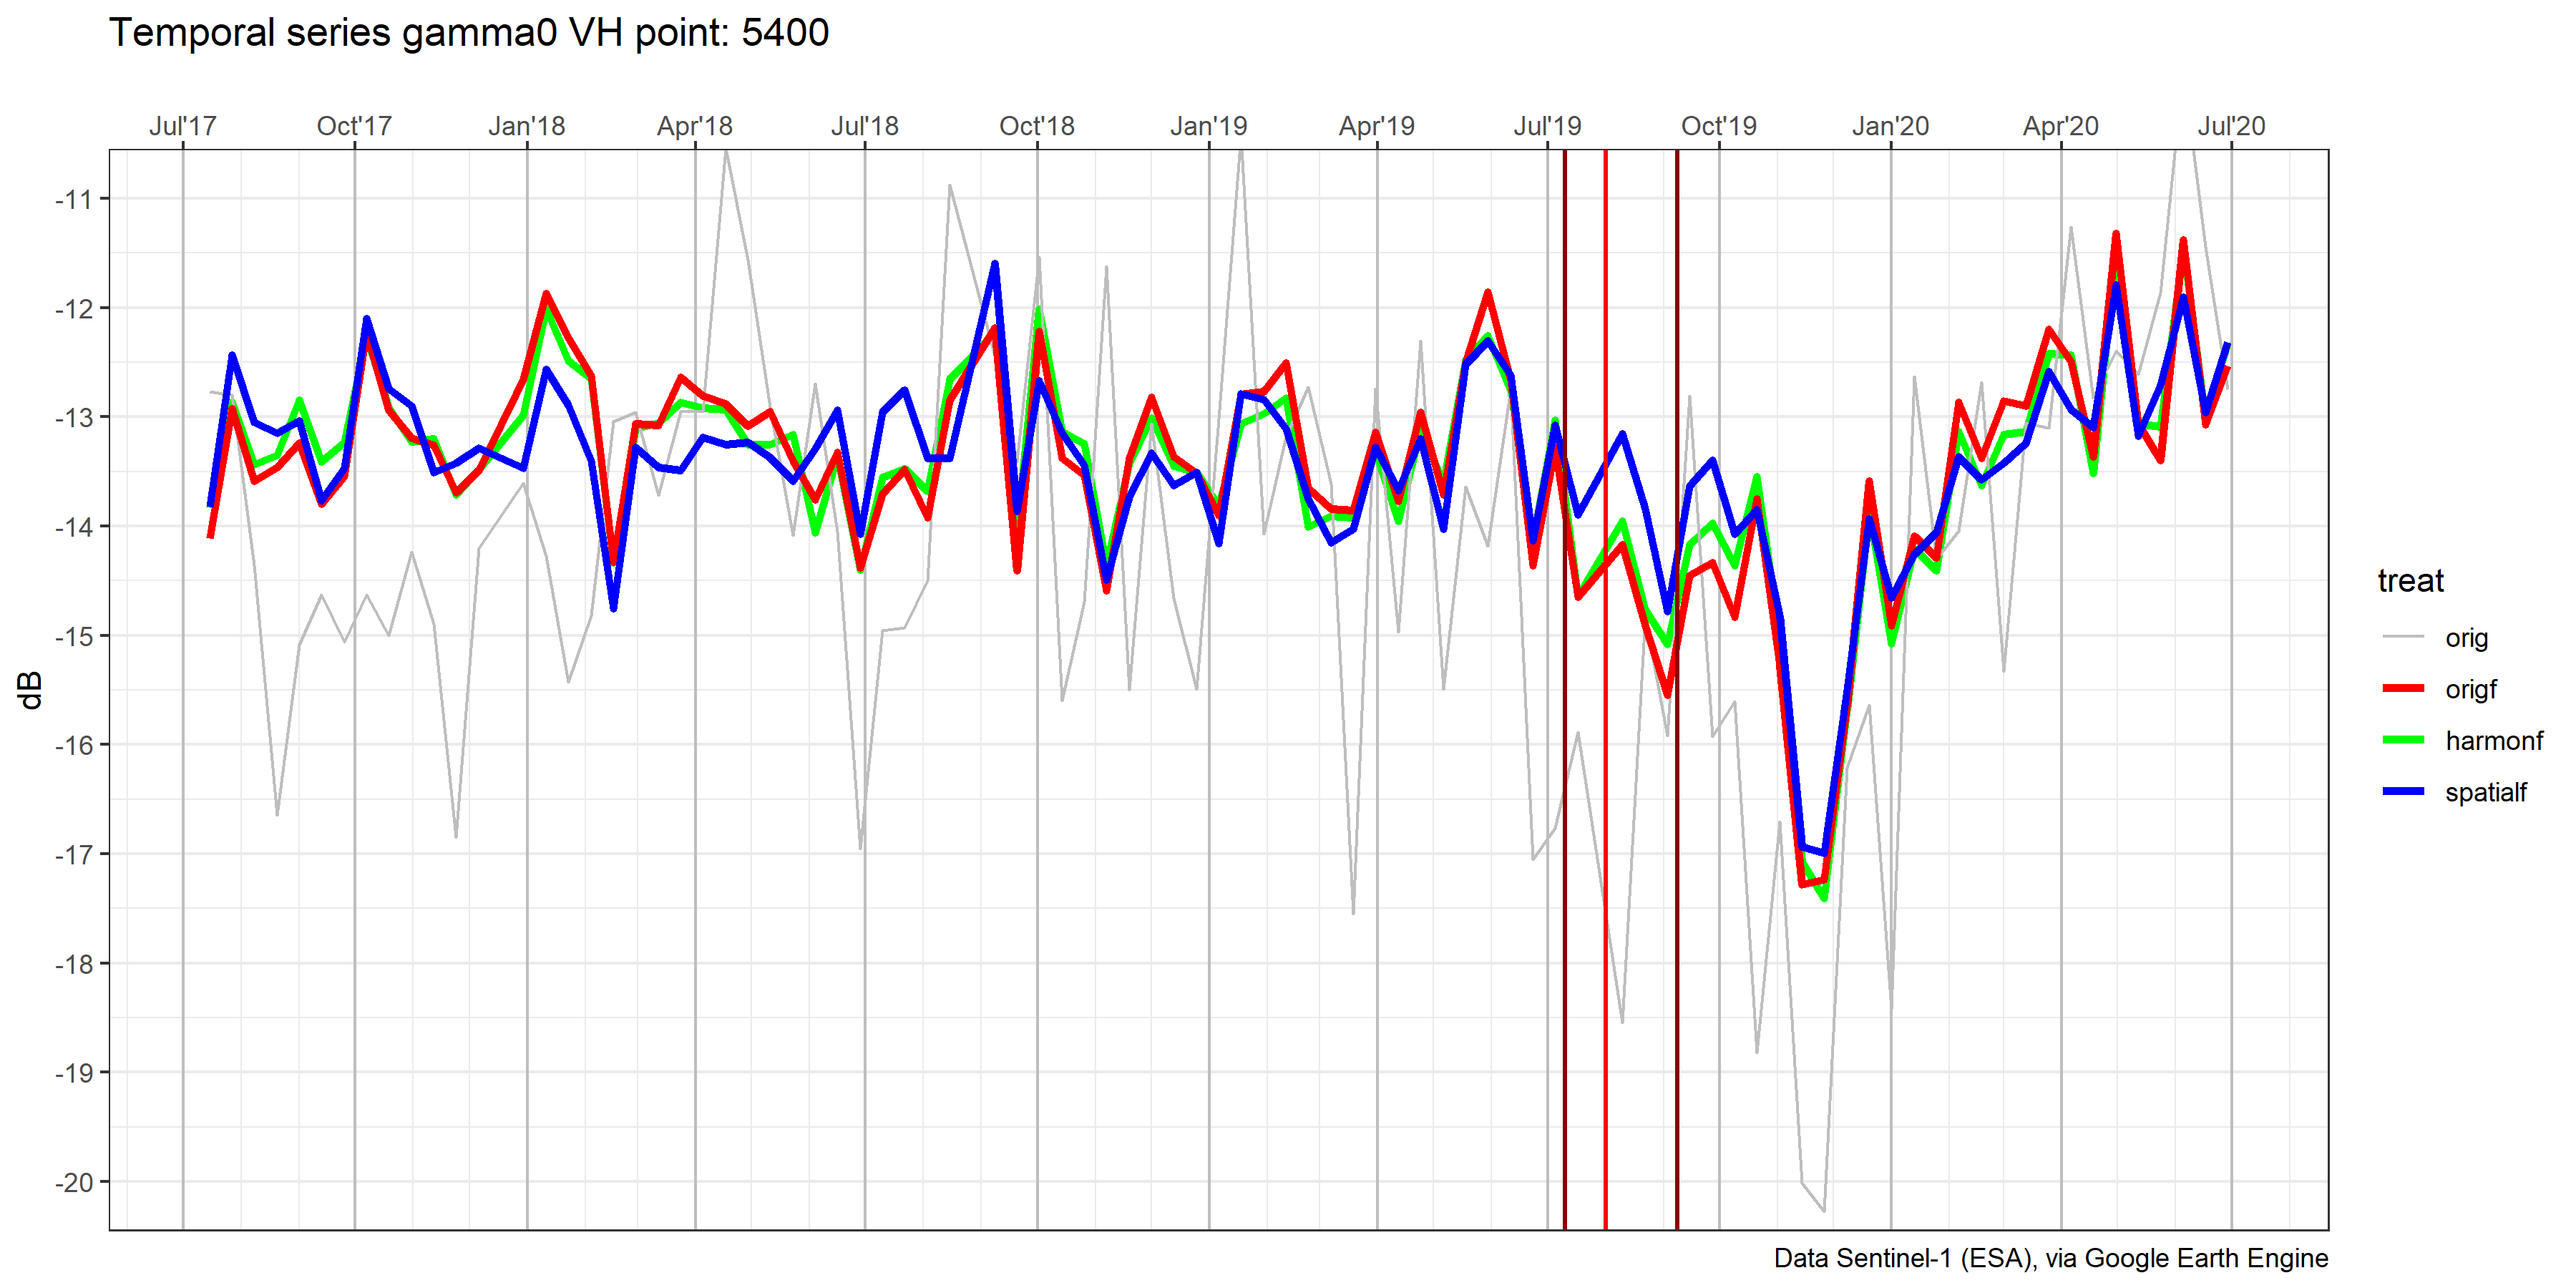 Temporal series gamma0 VH point: 5400
Jul'17 Oct'17 Jan'18 Apr'18 Jul'18 Oct'18 Jan'19 Apr'19 Jul'19 Oct'19 Jan'20 Apr'20 Jul'20
-11
-12
-13
-14
-15
-16
-17
-18
-19
-20
dB
treat
orig
origf
harmonf
spatialf
Data Sentinel-1 (ESA), via Google Earth Engine